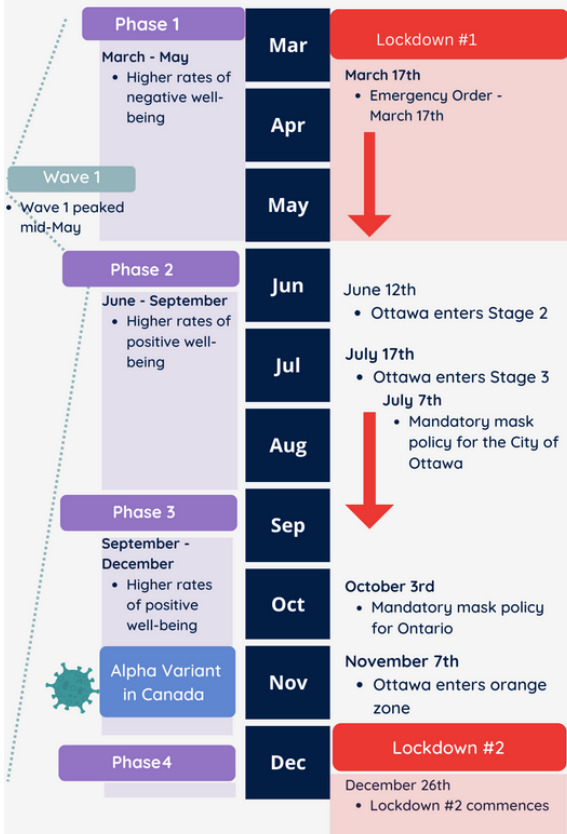 Phase 1
March - May
• Higher rates of
negative well-
being
Wave 1
• Wave 1 peaked
mid-May
Phase 2
June - September
• Higher rates of
positive well-
being
Phase 3
September -
December
• Higher rates
of positive
well-being
Alpha Variant
in Canada
Phase4
Mar
Apr
May
Jun
Jul
Aug
Sep
Oct
Nov
Dec
Lockdown #1
March 17th
• Emergency Order -
March 17th
June 12th
• Ottawa enters Stage 2
July 17th
• Ottawa enters Stage 3
July 7th
• Mandatory mask
policy for the City of
Ottawa
October 3rd
• Mandatory mask policy
for Ontario
November 7th
• Ottawa enters orange
zone
Lockdown #2
December 26th
• Lockdown #2 commences